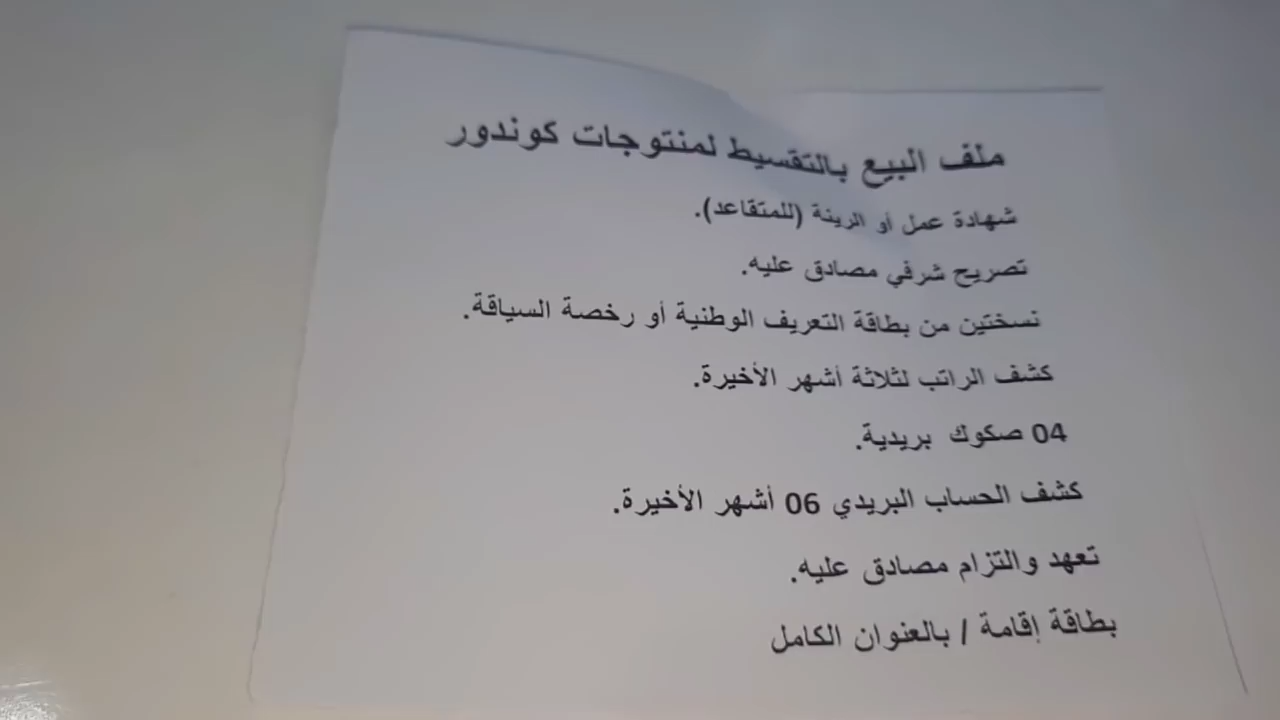 ملف البيع بالتقسيط لمنتوجات كوندور
شهادة عمل أو الرينة (للمتقاعد).
تصريح شرفي مصادق عليه.
نسختين من بطاقة التعريف الوطنية أو رخصة السياقة.
كشف الراتب لثلاثة أشهر الأخيرة.
04 صكوك بريدية.
كشف الحساب البريدي 06 أشهر الأخيرة.
تعهد والتزام مصادق عليه.
بطاقة إقامة / بالعنوان الكامل